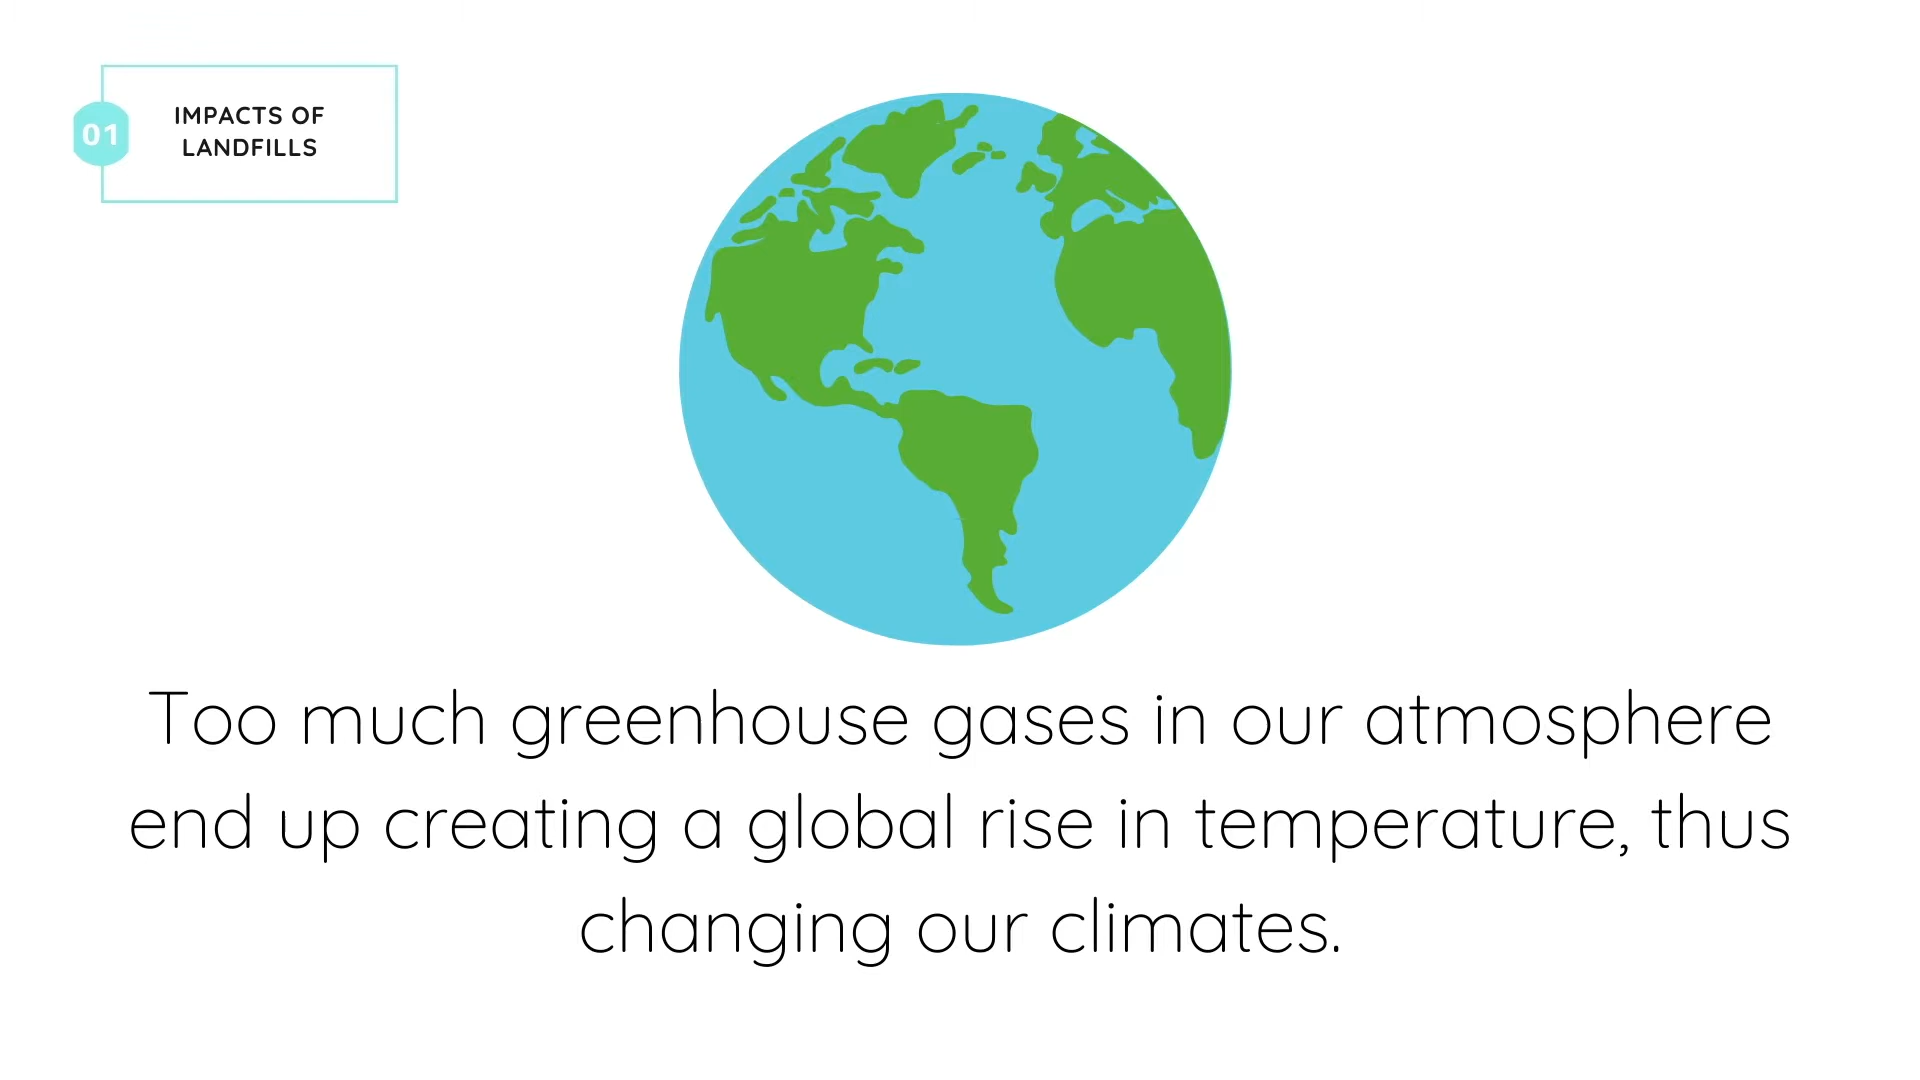 01
IMPACTS OF
LANDFILLS
Too much greenhouse gases in our atmosphere
end up creating a global rise in temperature, thus
changing our climates.